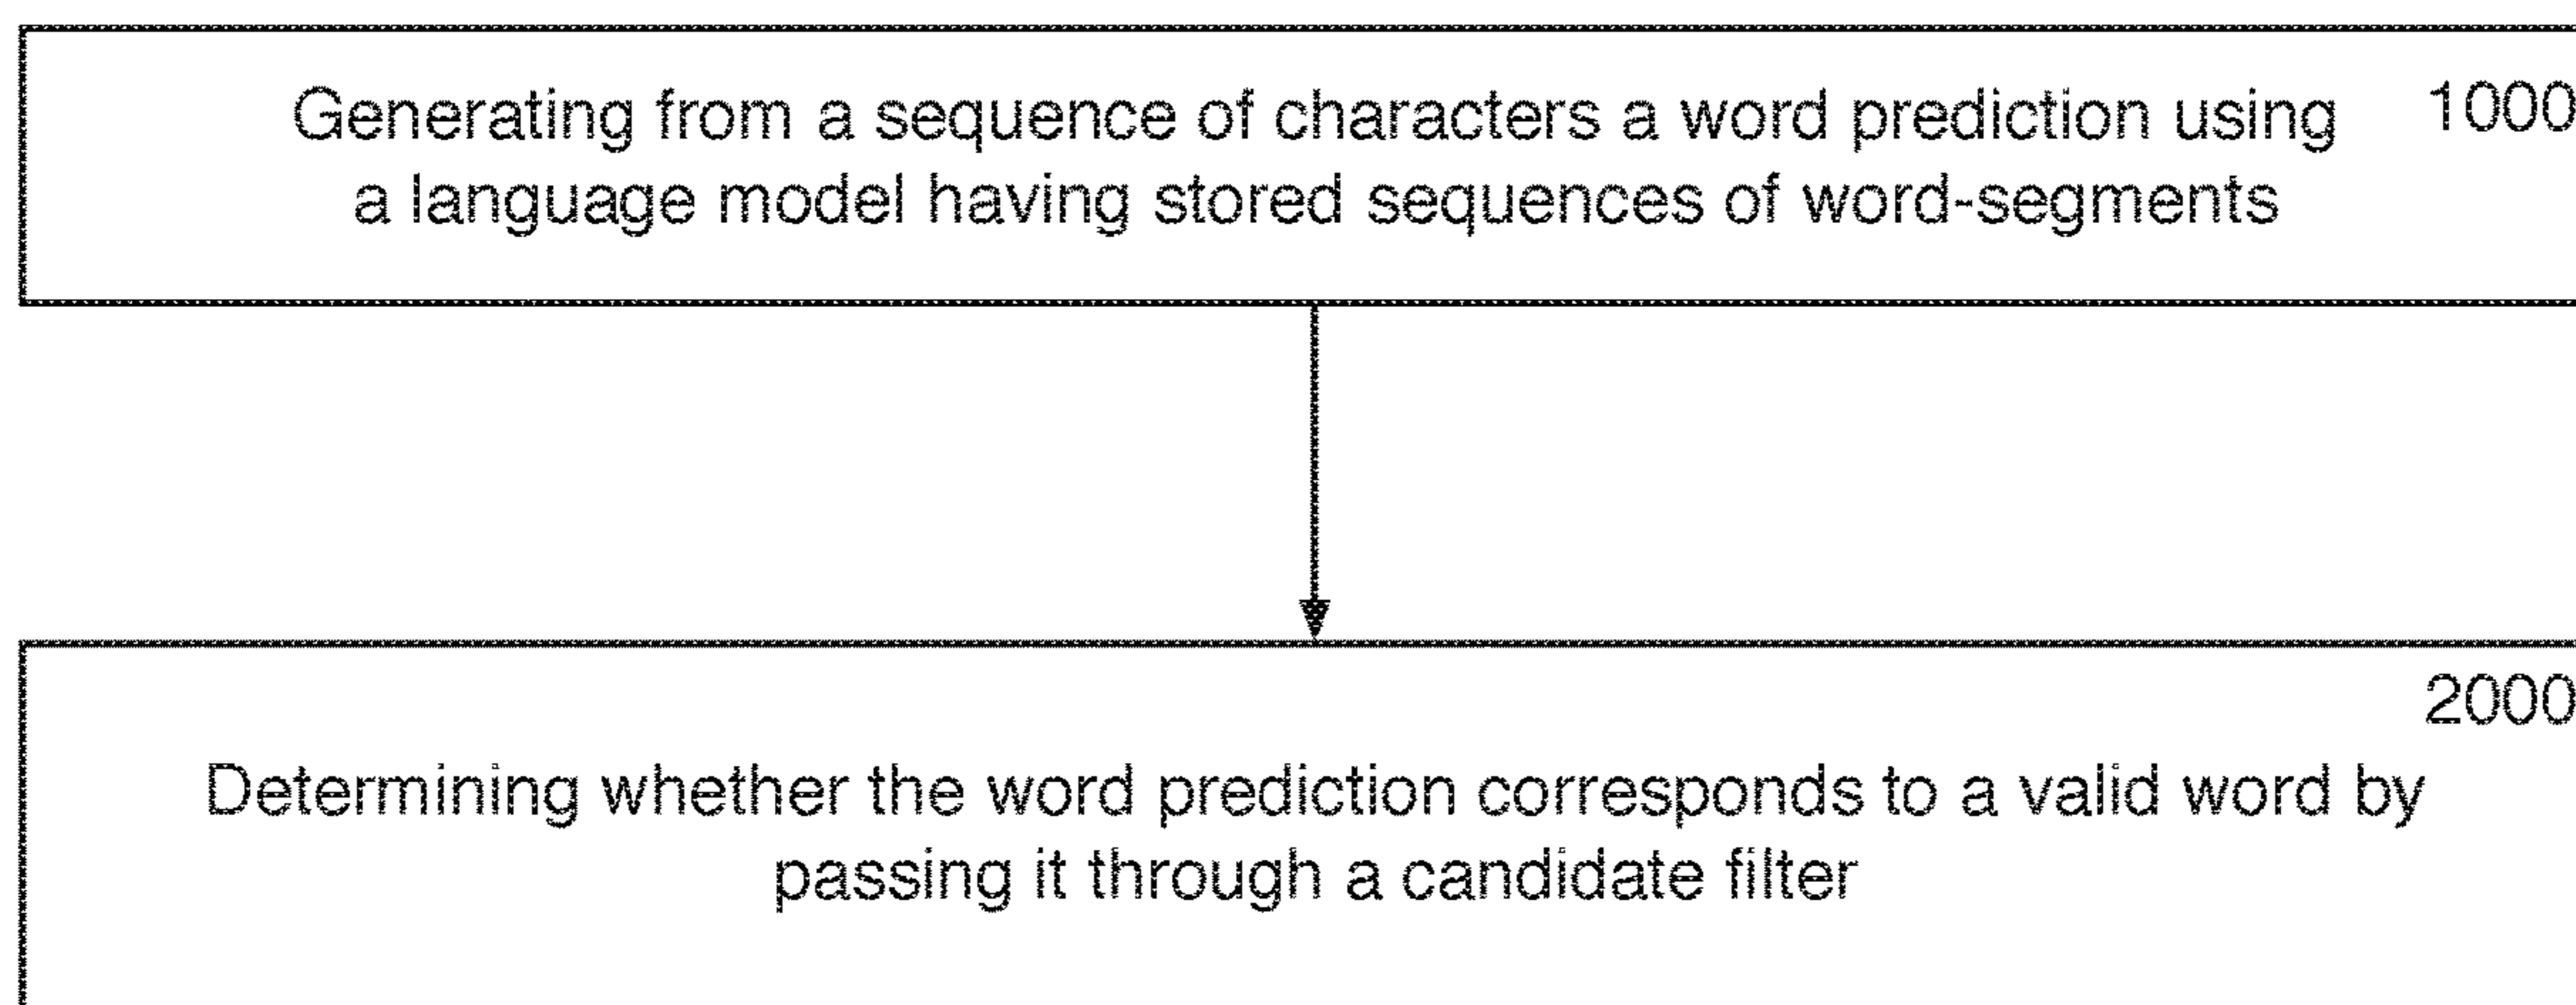 Generating from a sequence of characters a word prediction using 1000
a language model having stored sequences of word-segments
2000
Determining whether the word prediction corresponds to a valid word by
passing it through a candidate filter